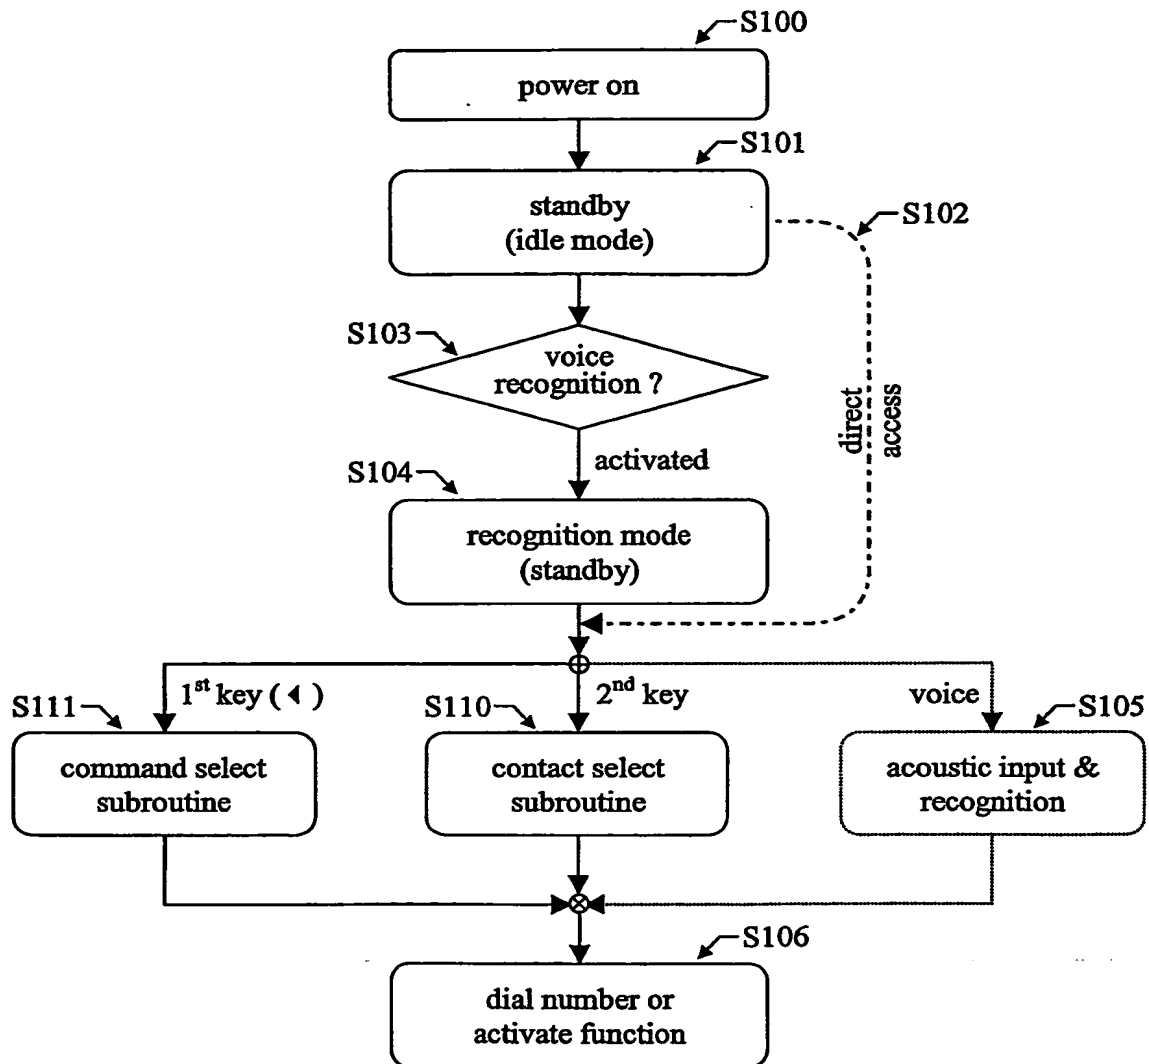 S100
power on
S101
standby
(idle mode)
S102
S103
voice
recognition ?
direct
access
activated
S104
recognition mode
(standby)
1st key (◄)
2nd key
voice
S111
S110
S105
command select
subroutine
contact select
subroutine
acoustic input &
recognition
S106
dial number or
activate function